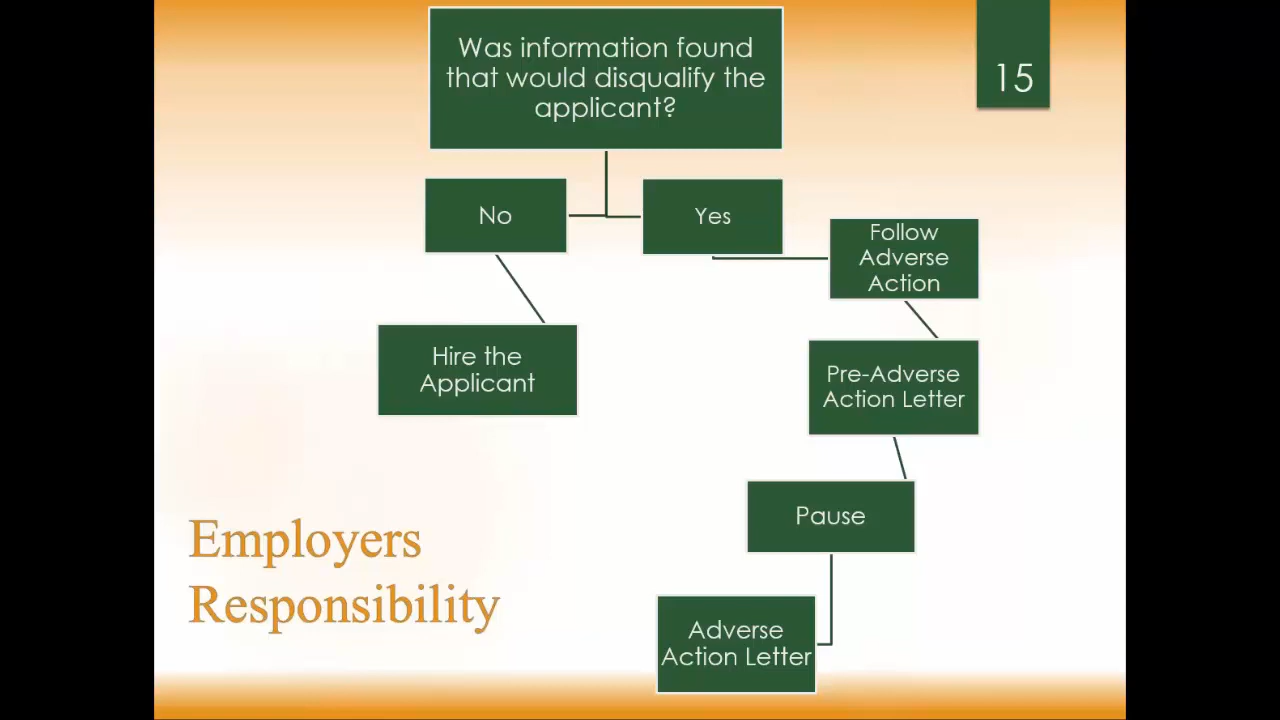 Was information found
that would disqualify the
applicant?
15
No
Yes
Follow
Adverse
Action
Hire the
Applicant
Pre-Adverse
Action Letter
Pause
Adverse
Action Letter
Employers
Responsibility